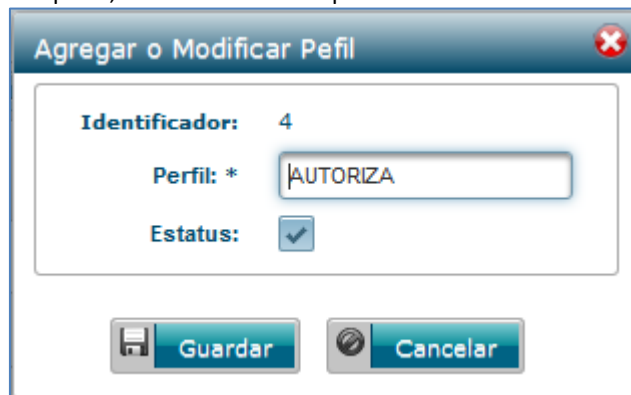 Agregar o Modificar Pefil
Identificador: 4
Perfil: * AUTORIZA
Estatus:
Guardar Cancelar